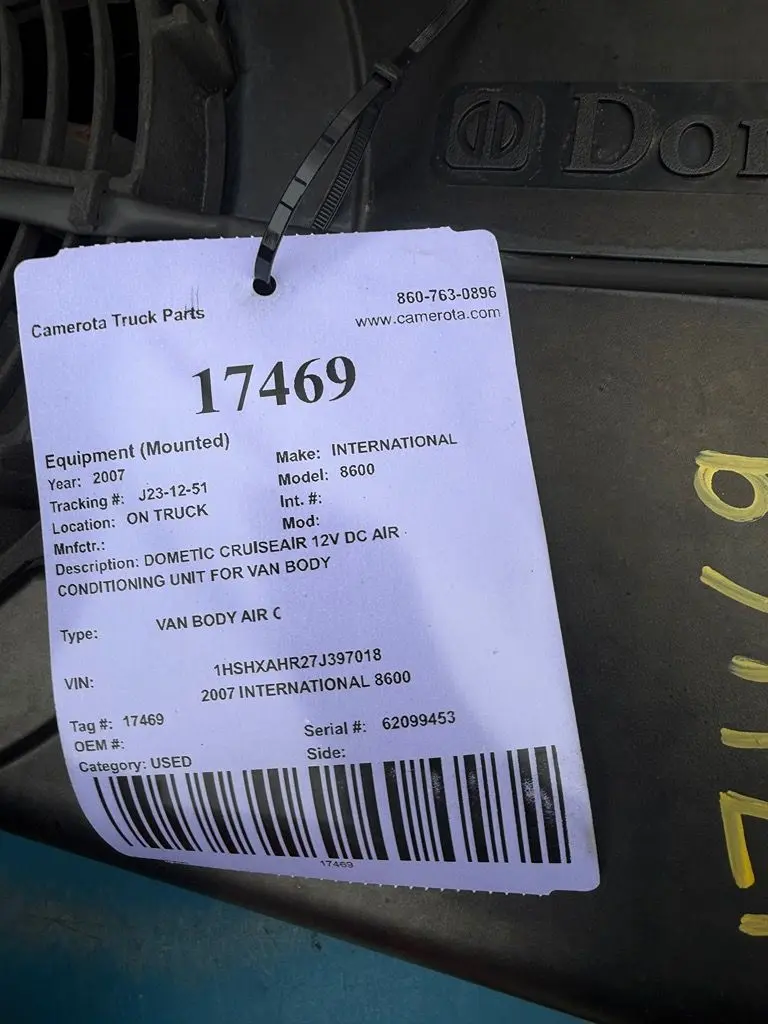 Dom
Camerota Truck Parts
860-763-0896
www.camerota.com
17469
Equipment (Mounted)
Year: 2007
Tracking #: J23-12-51
Location: ON TRUCK
Mnfctr.:
Make: INTERNATIONAL
Model: 8600
Int. #:
Mod:
Description: DOMETIC CRUISEAIR 12V DC AIR
CONDITIONING UNIT FOR VAN BODY
Type: VAN BODY AIR C
VIN: 1HSHXAHR27J397018
2007 INTERNATIONAL 8600
Tag #: 17469
OEM #:
Category: USED
Serial #: 62099453
Side:
17469